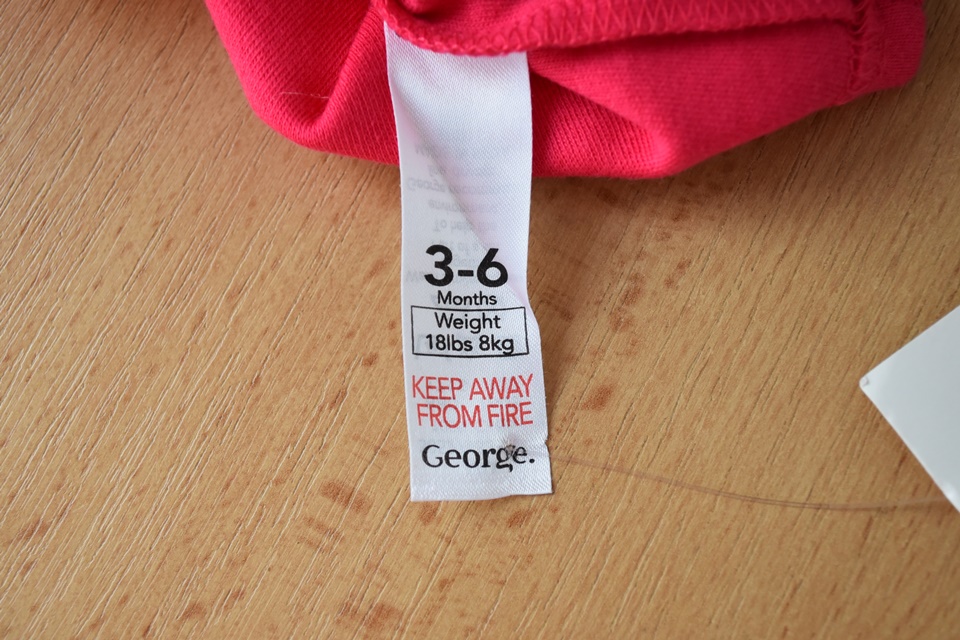 3-6
Months
Weight
18lbs 8kg
KEEP AWAY
FROM FIRE
George.